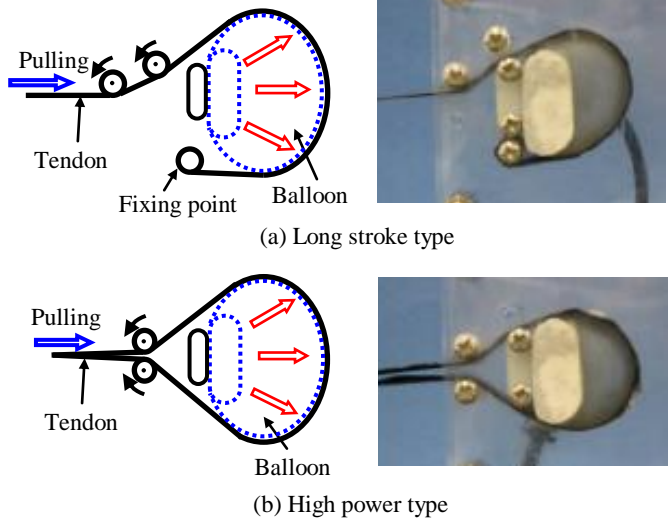 Pulling
Tendon
Fixing point
Balloon
(a) Long stroke type
Pulling
Tendon
Balloon
(b) High power type